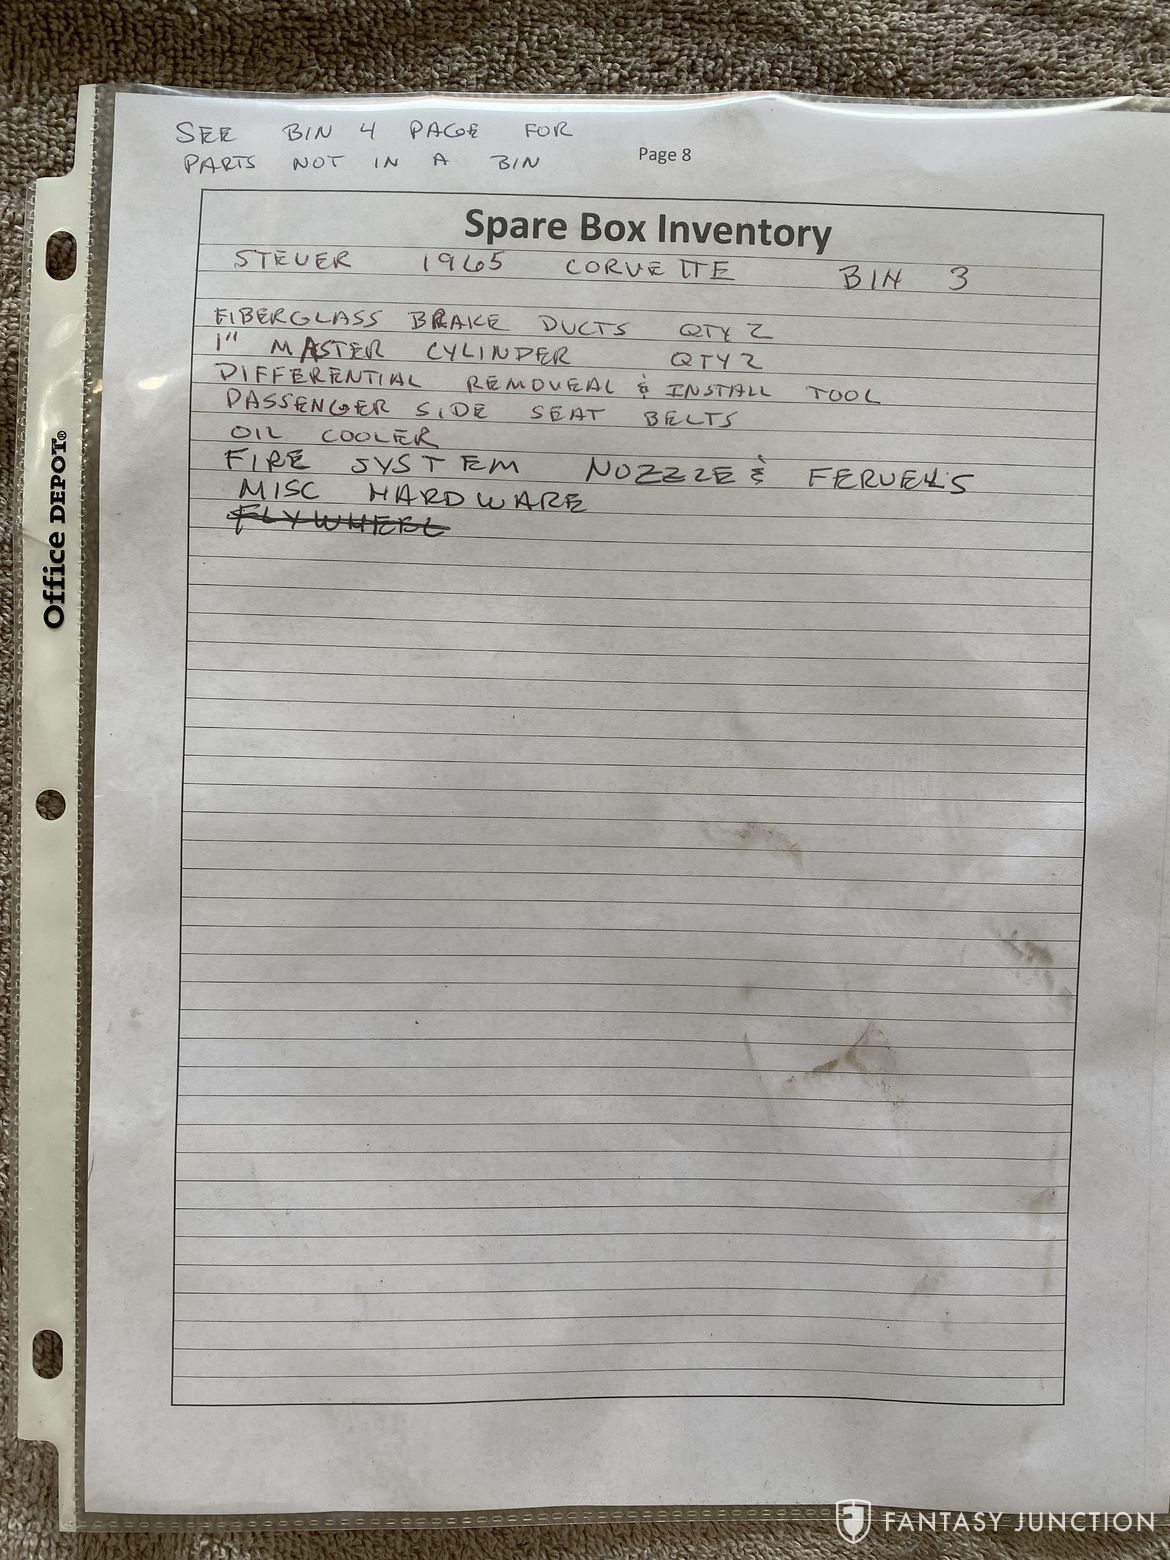 SEE BIN 4 PAGE FOR
PARTS NOT IN A BIN
Page 8
Spare Box Inventory
STEUER 1965 CORVETTE BIN 3
FIBERGLASS BRAKE DUCTS QTY 2
1" MASTER CYLINDER QTY 2
DIFFERENTIAL REMOVEAL & INSTALL TOOL
PASSENGER SIDE SEAT BELTS
OIL COOLER
FIRE SYSTEM NOZZLE &
MISC HARDWARE
FLYWHEEL
Office DEPOT®
FANTASY JUNCTION